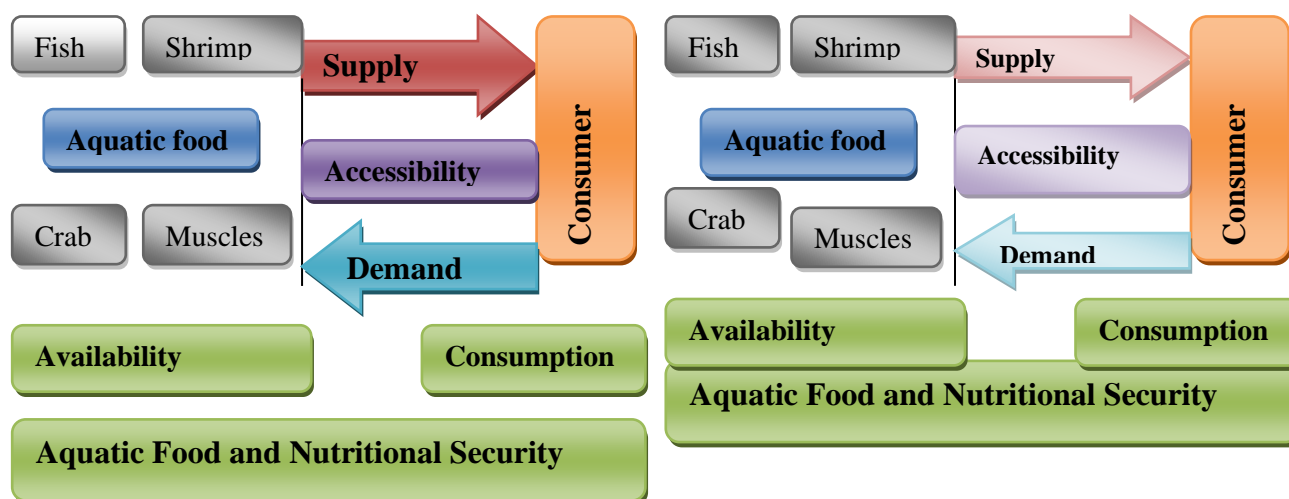 Fish
Shrimp
Supply
Aquatic food
Accessibility
Consumer
Crab
Muscles
Demand
Availability
Consumption
Aquatic Food and Nutritional Security
Fish
Shrimp
Supply
Aquatic food
Accessibility
Consumer
Crab
Muscles
Demand
Availability
Consumption
Aquatic Food and Nutritional Security